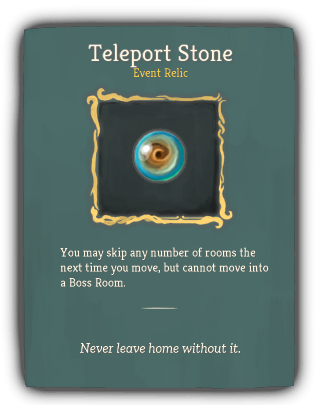 Teleport Stone
Event Relic
You may skip any number of rooms the
next time you move, but cannot move into
a Boss Room.
Never leave home without it.